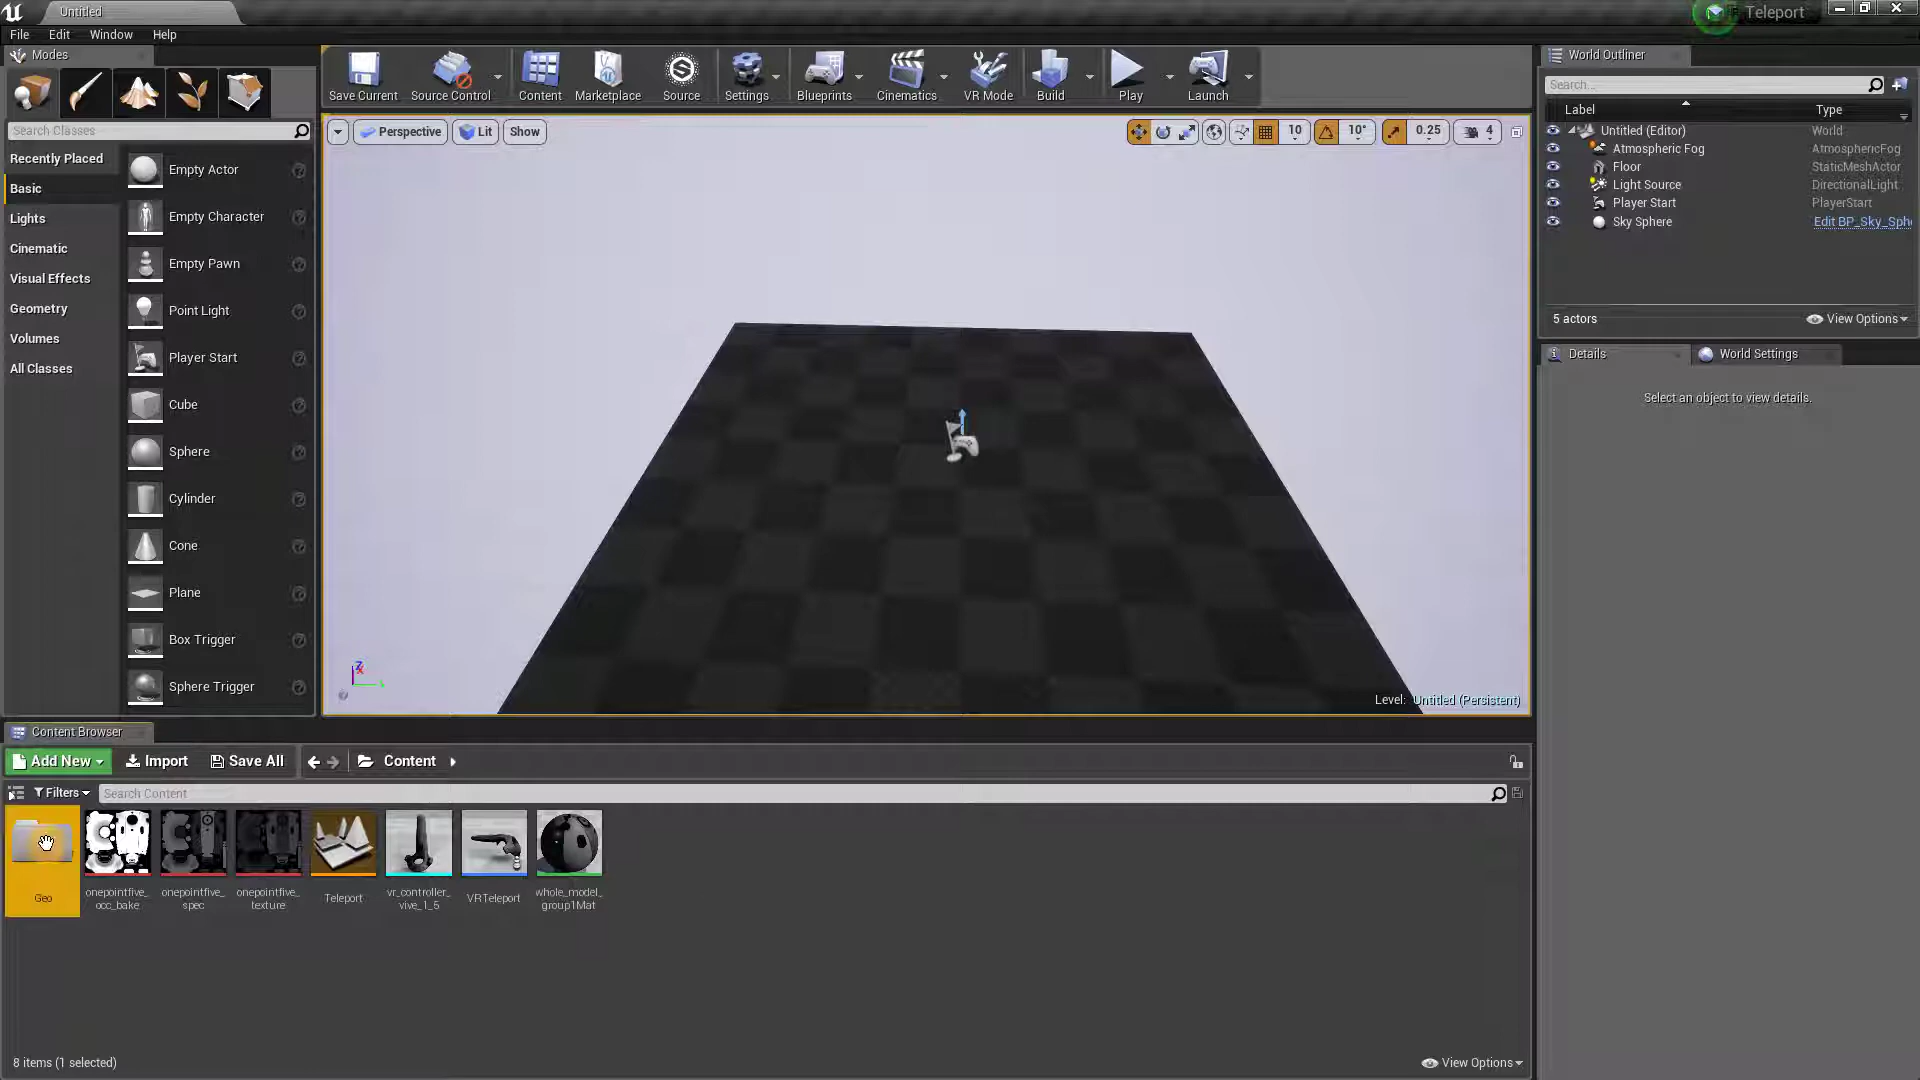 Untitled
Teleport
File Edit Window Help
Modes
Search Classes
Recently Placed
Basic
Lights
Cinematic
Visual Effects
Geometry
Volumes
All Classes
Empty Actor
Empty Character
Empty Pawn
Point Light
Player Start
Cube
Sphere
Cylinder
Cone
Plane
Box Trigger
Sphere Trigger
Save Current Source Control Content Marketplace Source Settings Blueprints Cinematics VR Mode Build Play Launch
Perspective Lit Show
10 10° 0.25 4
Level: Untitled (Persistent)
World Outliner
Search...
Label Type
Untitled (Editor) World
Atmospheric Fog AtmosphericFog
Floor StaticMeshActor
Light Source DirectionalLight
Player Start PlayerStart
Sky Sphere Edit BP_Sky_Sph
5 actors View Options
Details World Settings
Select an object to view details.
Content Browser
Add New Import Save All Content
Filters Search Content
Geo
onepointfive_
occ_bake
onepointfive_
spec
onepointfive_
texture
Teleport
vr_controller_
vive_1_5
VRTeleport
whole_model_
group1Mat
8 items (1 selected) View Options